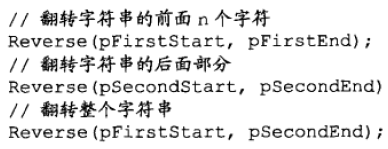 // 翻转字符串的前面 n 个字符
Reverse(pFirstStart, pFirstEnd);
// 翻转字符串的后面部分
Reverse(pSecondStart, pSecondEnd)
// 翻转整个字符串
Reverse(pFirstStart, pSecondEnd);